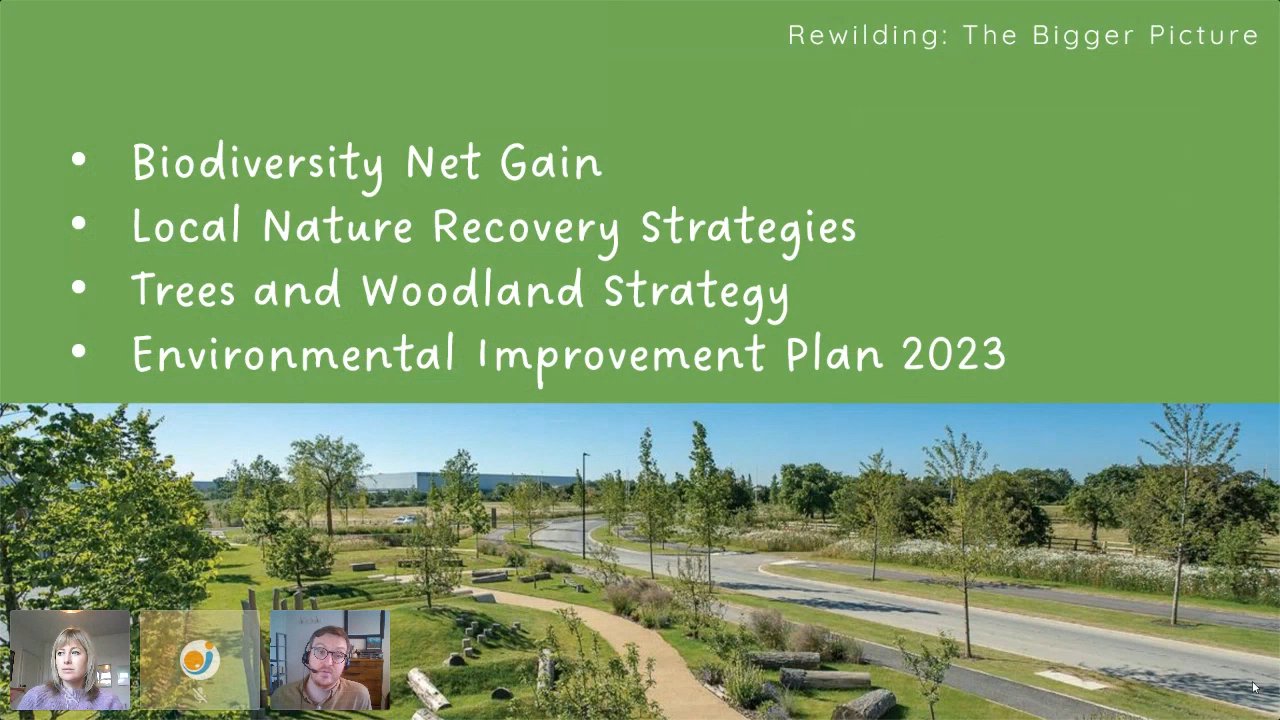 Rewilding: The Bigger Picture
• Biodiversity Net Gain
• Local Nature Recovery Strategies
• Trees and Woodland Strategy
• Environmental Improvement Plan 2023